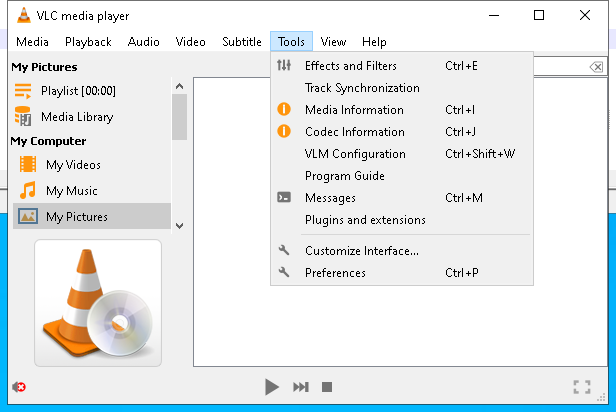 VLC media player
Media Playback Audio Video Subtitle Tools View Help
My Pictures
Playlist [00:00]
Media Library
My Computer
My Videos
My Music
My Pictures
Effects and Filters Ctrl+E
Track Synchronization
Media Information Ctrl+I
Codec Information Ctrl+J
VLM Configuration Ctrl+Shift+W
Program Guide
Messages Ctrl+M
Plugins and extensions
Customize Interface...
Preferences Ctrl+P